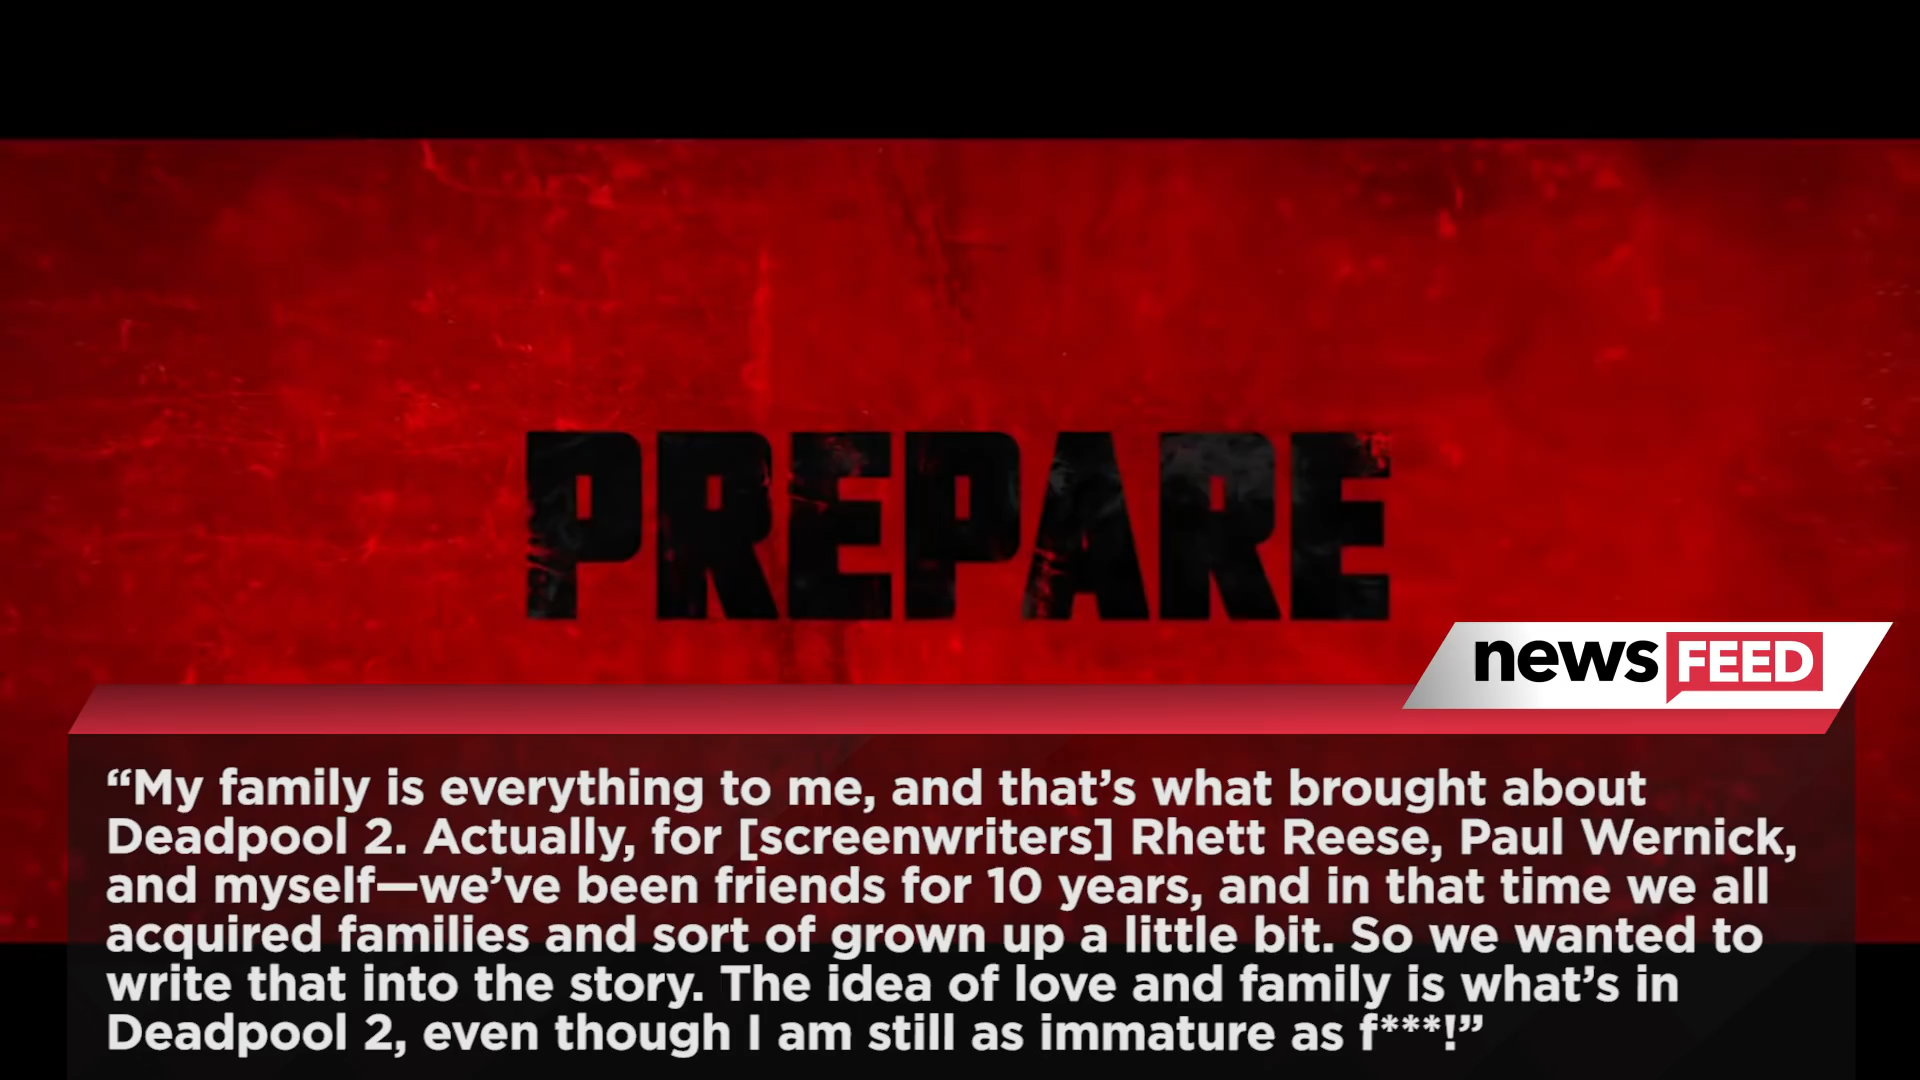 PREPARE
news FEED
“My family is everything to me, and that’s what brought about
Deadpool 2. Actually, for [screenwriters] Rhett Reese, Paul Wernick,
and myself—we’ve been friends for 10 years, and in that time we all
acquired families and sort of grown up a little bit. So we wanted to
write that into the story. The idea of love and family is what’s in
Deadpool 2, even though I am still as immature as f***!”